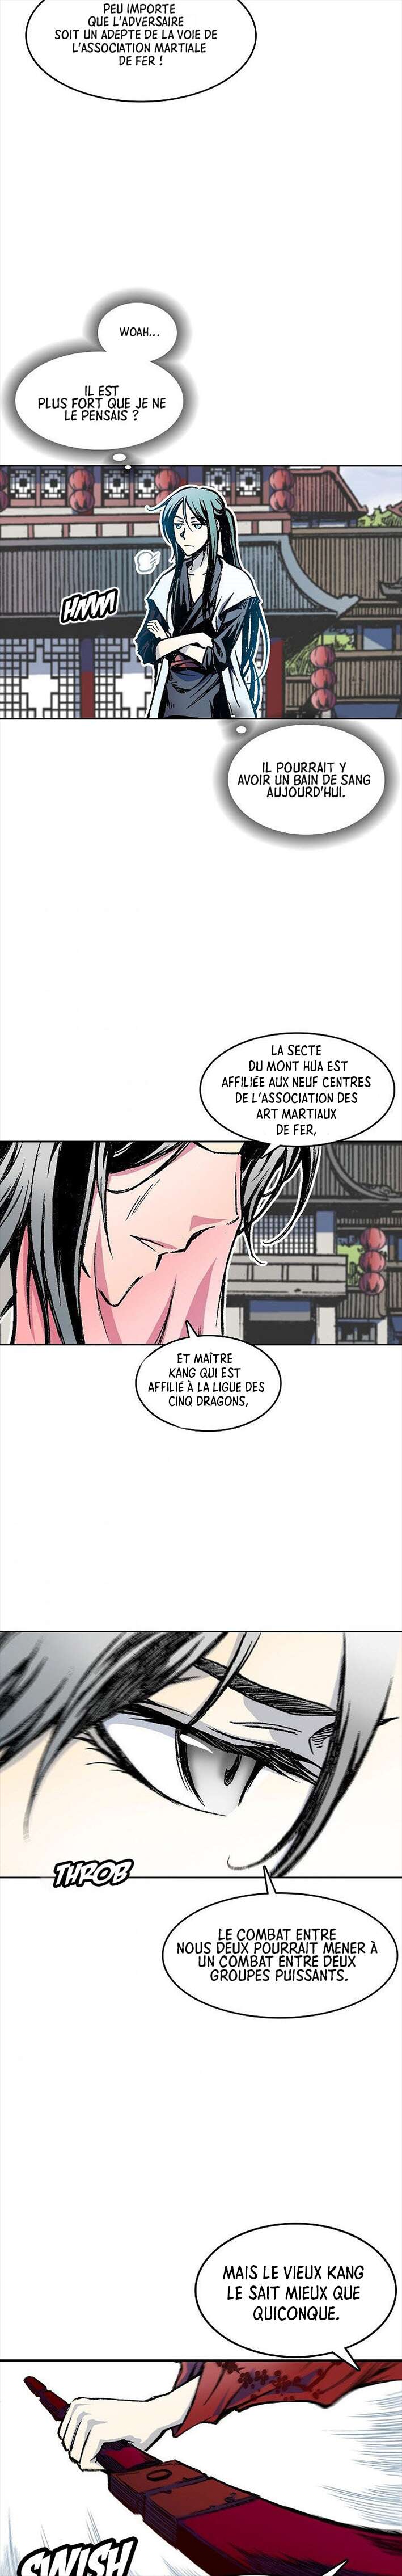 PEU IMPORTE
QUE L'ADVERSAIRE
SOIT UN ADEPTE DE LA VOIE DE
L'ASSOCIATION MARTIALE
DE FER !
WOAH...
IL EST
PLUS FORT QUE JE NE
LE PENSAIS ?
HMM
IL POURRAIT Y
AVOIR UN BAIN DE SANG
AUJOURD'HUI.
LA SECTE
DU MONT HUA EST
AFFILIÉE AUX NEUF CENTRES
DE L'ASSOCIATION DES
ART MARTIAUX
DE FER,
ET MAÎTRE
KANG QUI EST
AFFILIÉ À LA LIGUE DES
CINQ DRAGONS,
THROB
LE COMBAT ENTRE
NOUS DEUX POURRAIT MENER À
UN COMBAT ENTRE DEUX
GROUPES PUISSANTS.
MAIS LE VIEUX KANG
LE SAIT MIEUX QUE
QUICONQUE.
SWISH